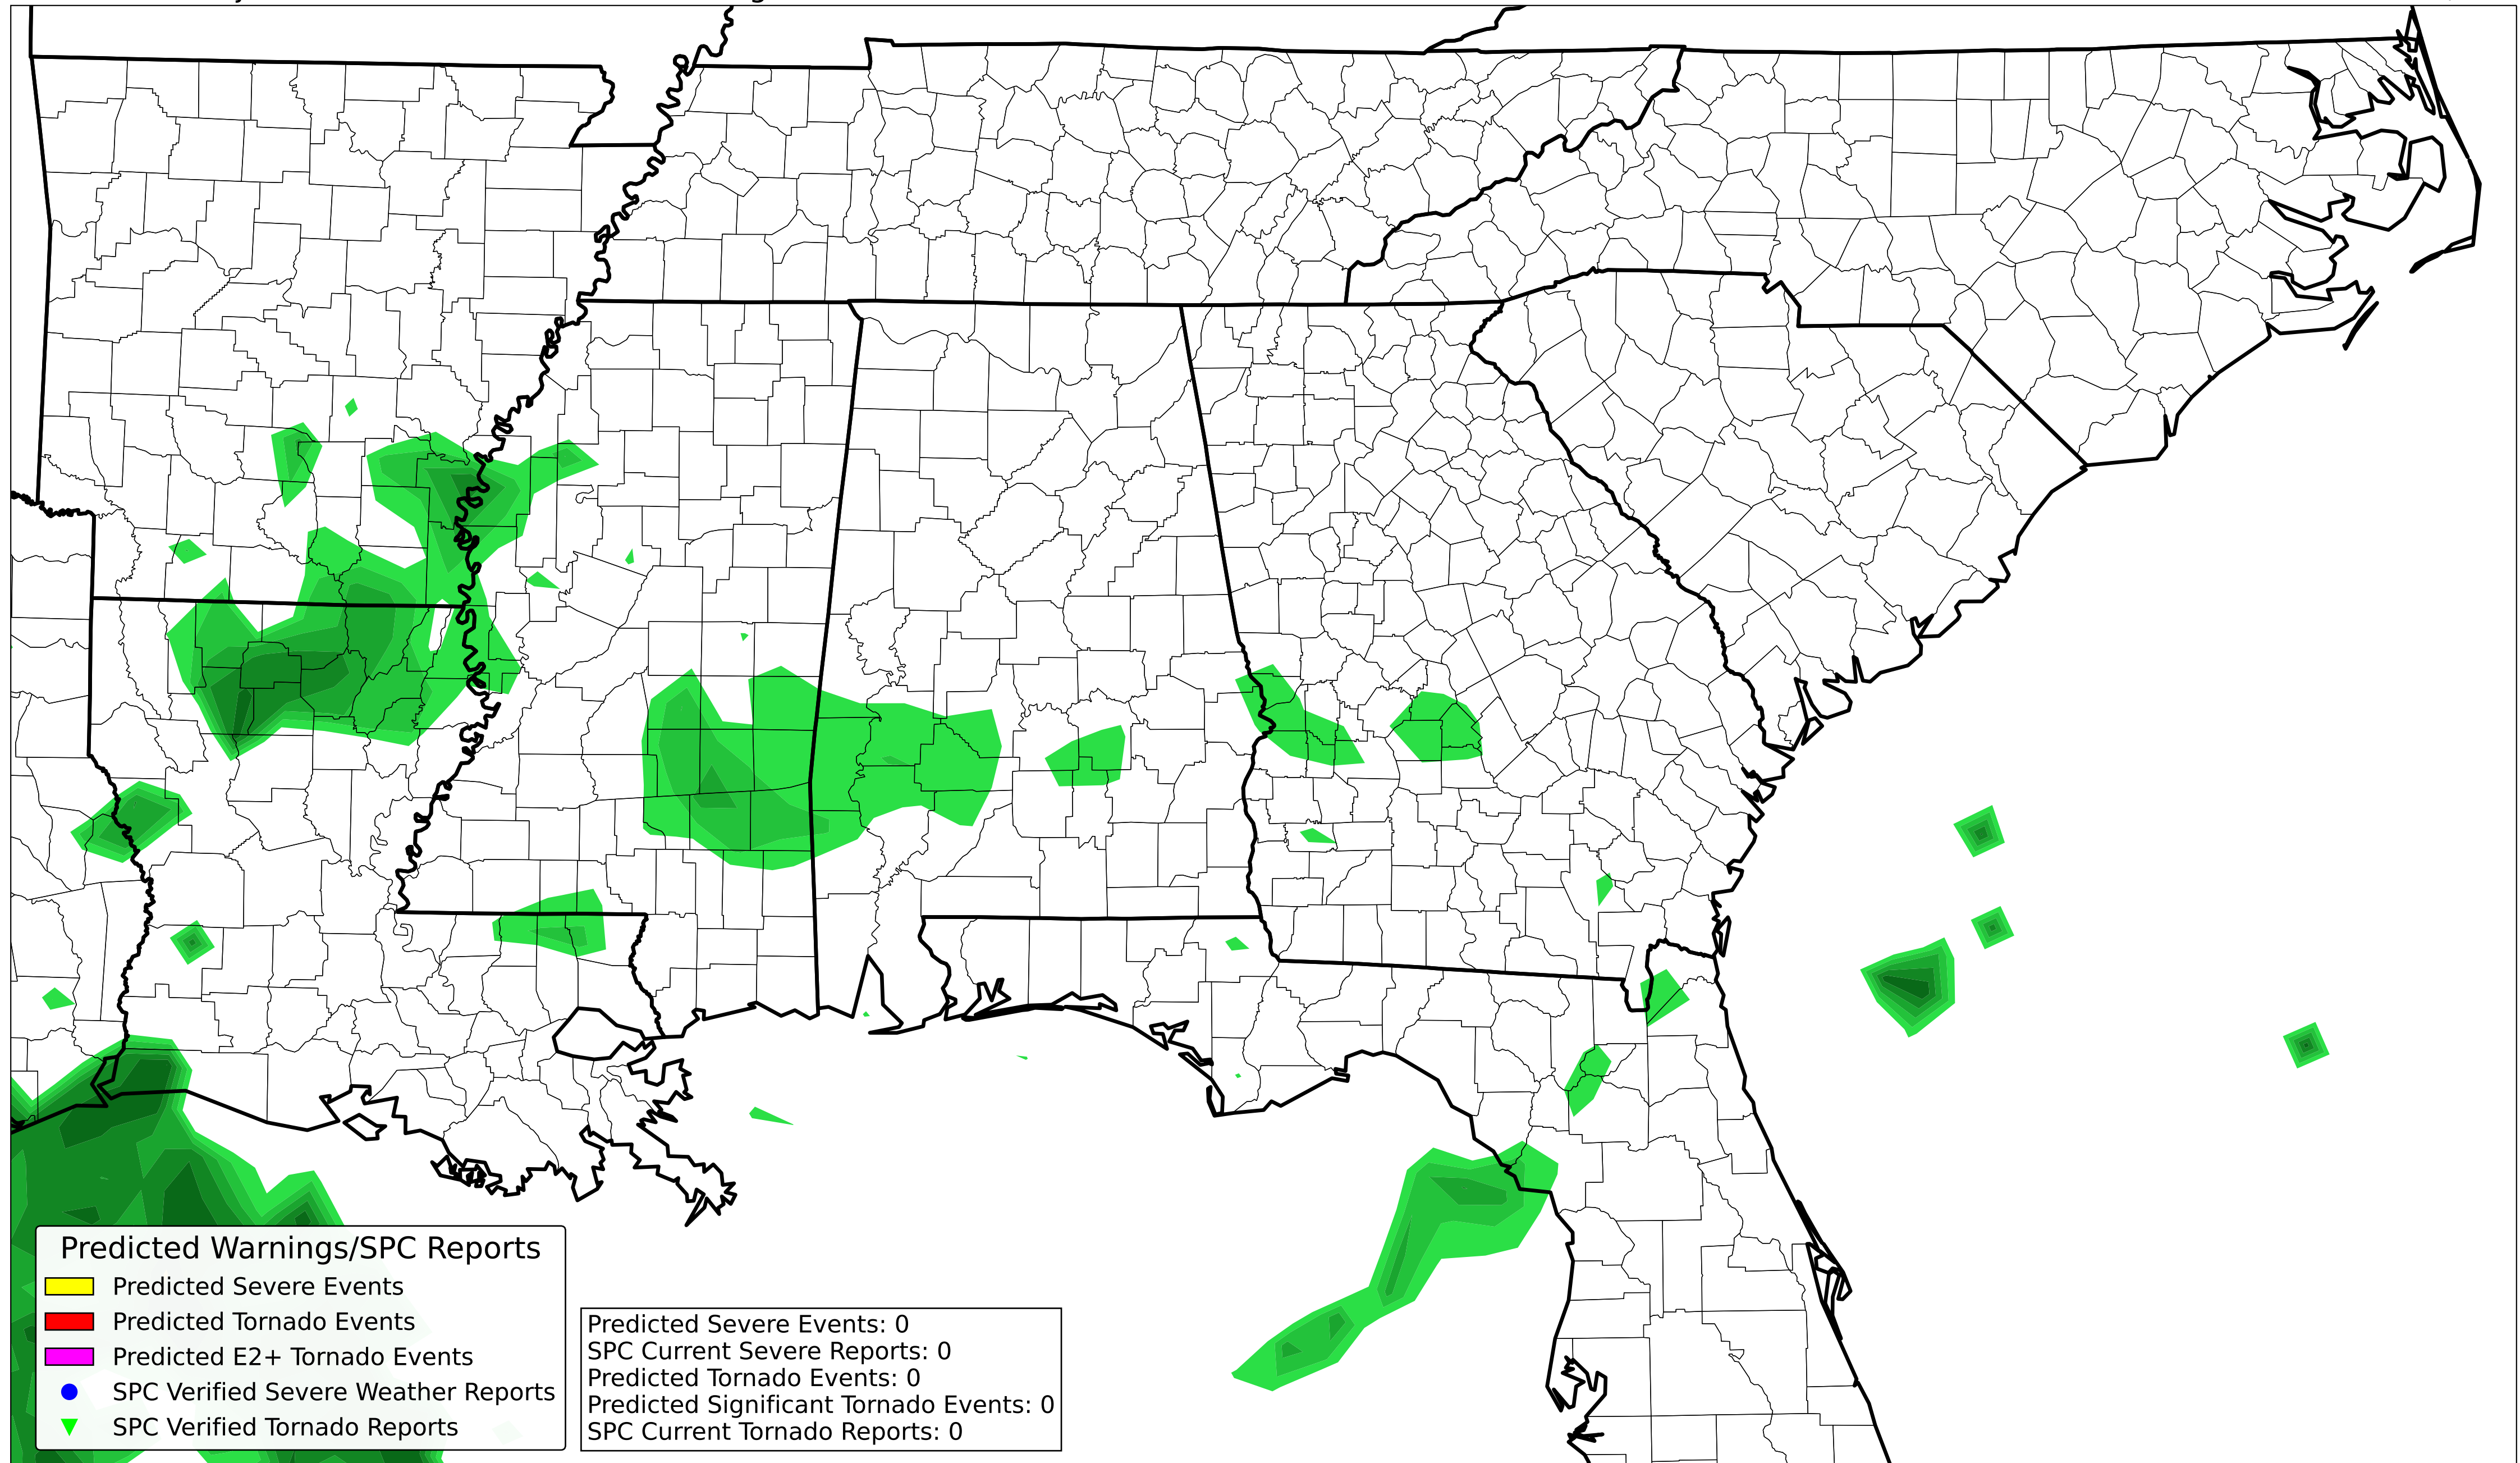 Predicted Warnings/SPC Reports
Predicted Severe Events
Predicted Tornado Events
Predicted E2+ Tornado Events
SPC Verified Severe Weather Reports
SPC Verified Tornado Reports
Predicted Severe Events: 0
SPC Current Severe Reports: 0
Predicted Tornado Events: 0
Predicted Significant Tornado Events: 0
SPC Current Tornado Reports: 0